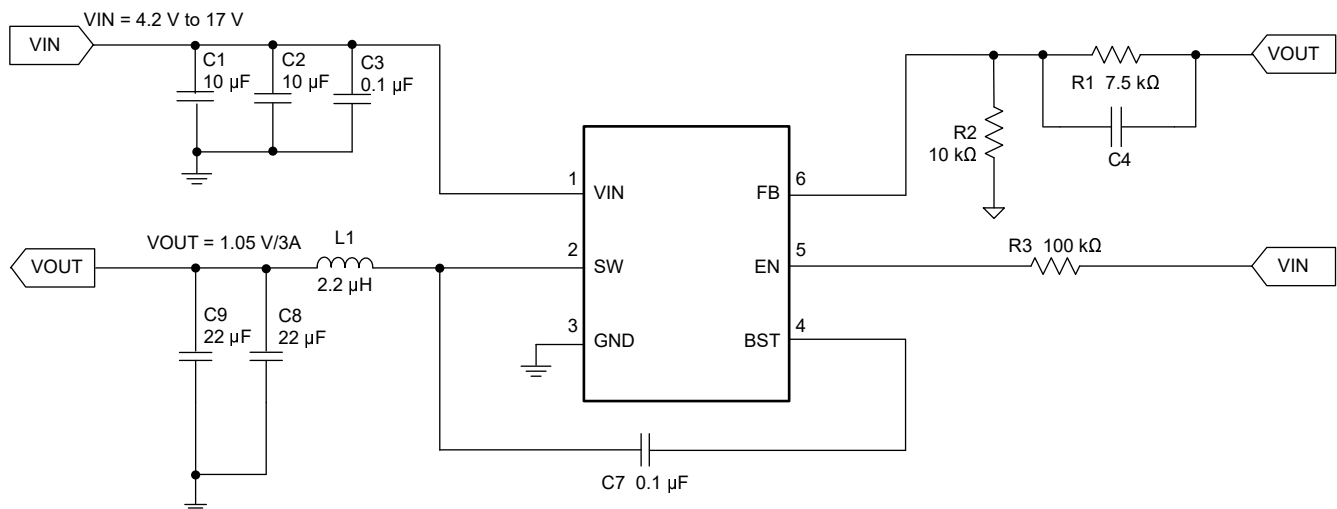 VIN = 4.2 V to 17 V
VIN
C1
10 µF
C2
10 µF
C3
0.1 µF
VOUT
R1 7.5 kΩ
R2
10 kΩ
C4
1
VIN
FB
6
VOUT = 1.05 V/3A
L1
2.2 µH
VOUT
2
SW
EN
5
R3 100 kΩ
VIN
C9
22 µF
C8
22 µF
3
GND
BST
4
C7 0.1 µF